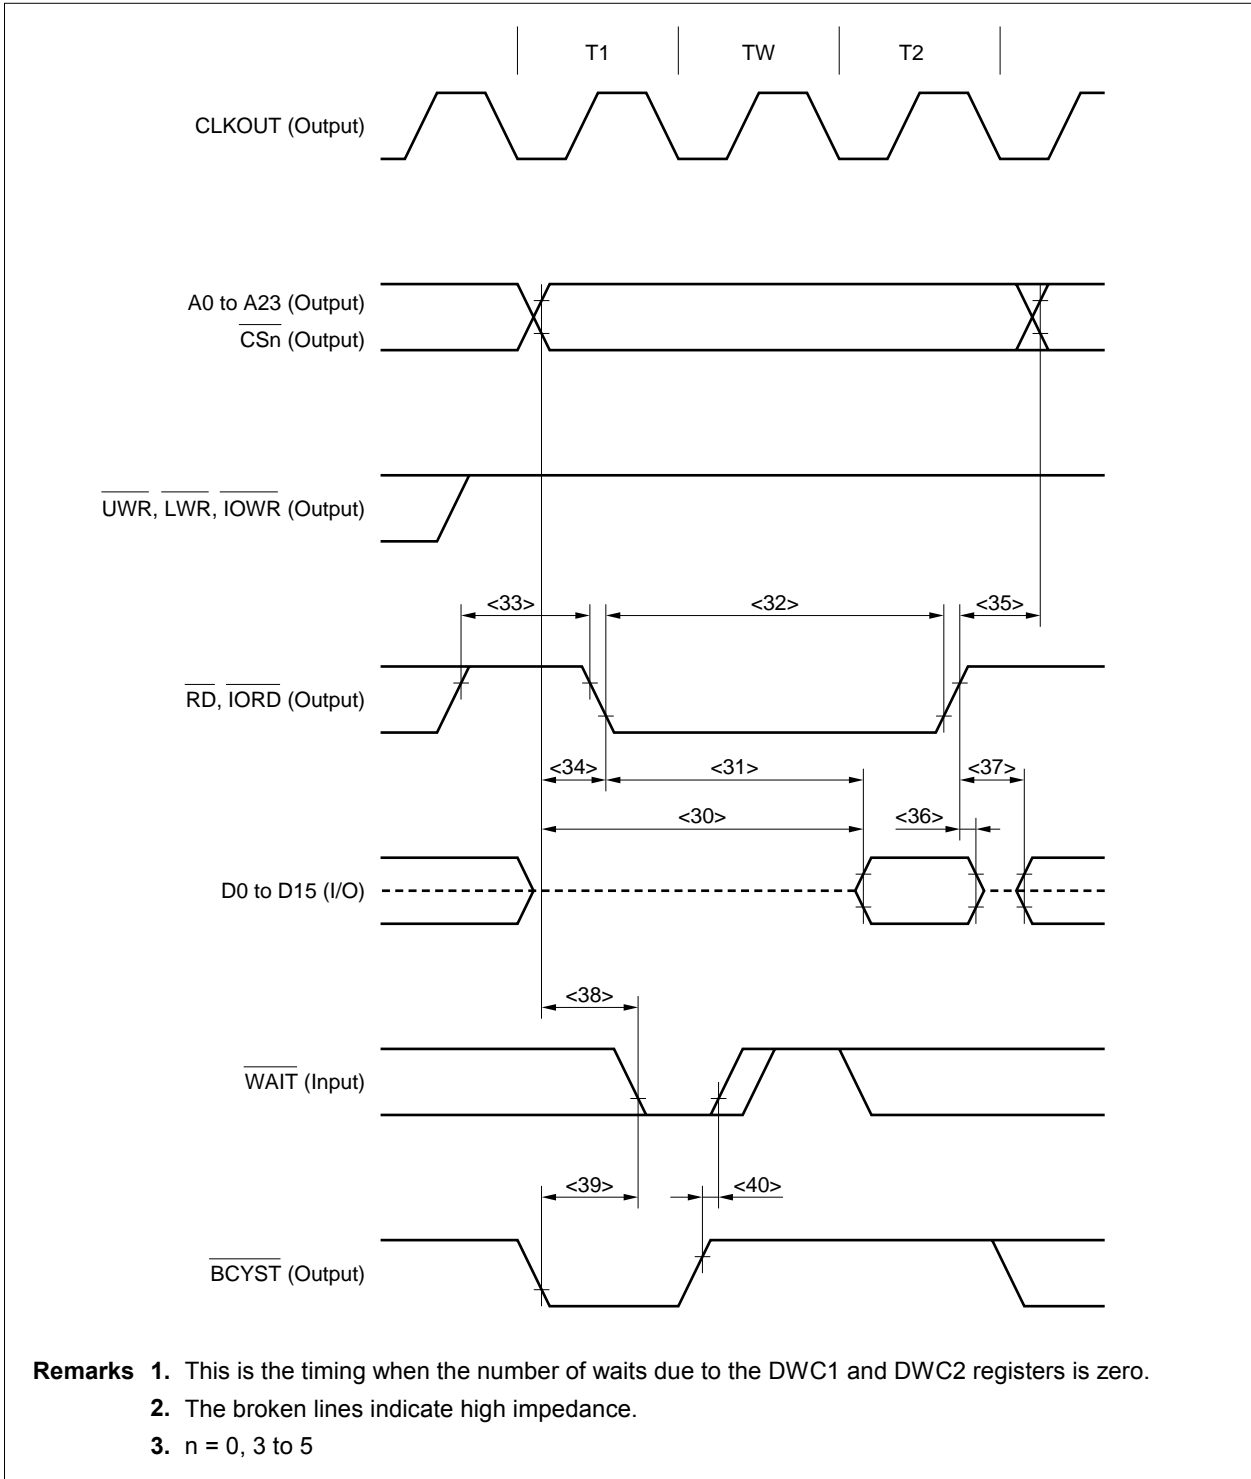 T1 TW T2
CLKOUT (Output)
A0 to A23 (Output)
CSn (Output)
UWR, LWR, IOWR (Output)
<33> <32> <35>
RD, IORD (Output)
<34> <31> <37>
<30> <36>
D0 to D15 (I/O)
<38>
WAIT (Input)
<39> <40>
BCYST (Output)
Remarks 1. This is the timing when the number of waits due to the DWC1 and DWC2 registers is zero.
2. The broken lines indicate high impedance.
3. n = 0, 3 to 5